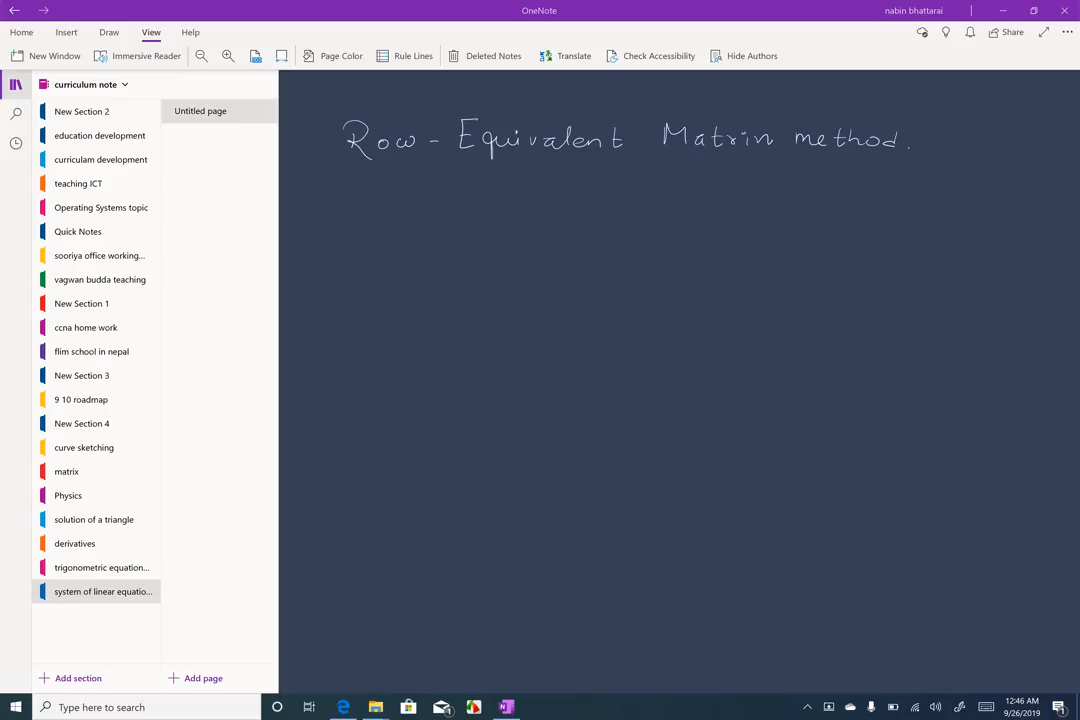 OneNote
nabin bhattarai
Home Insert Draw View Help
Share
New Window Immersive Reader Page Color Rule Lines Deleted Notes Translate Check Accessibility Hide Authors
curriculum note
New Section 2
education development
curriculam development
teaching ICT
Operating Systems topic
Quick Notes
sooriya office working...
vagwan budda teaching
New Section 1
ccna home work
flim school in nepal
New Section 3
9 10 roadmap
New Section 4
curve sketching
matrix
Physics
solution of a triangle
derivatives
trigonometric equation...
system of linear equatio...
Add section
Untitled page
Add page
Row - Equivalent Matrix method.
Type here to search
12:46 AM
9/26/2019